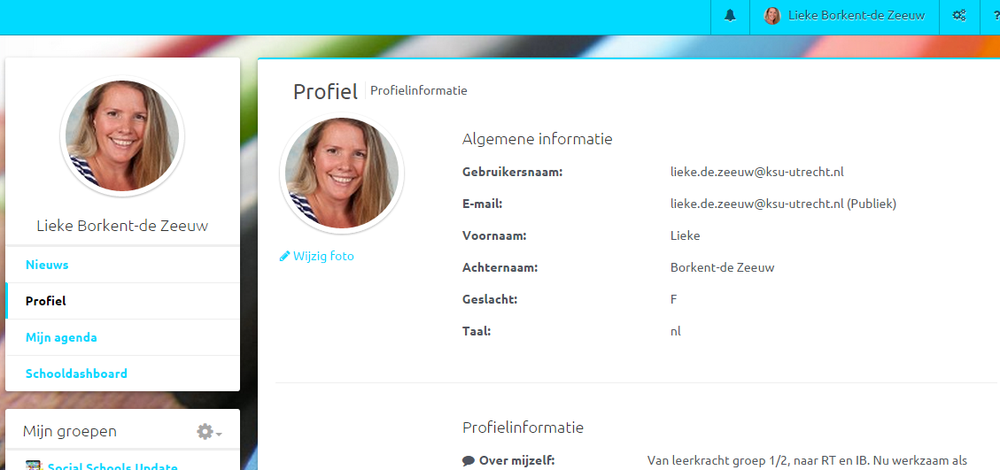 Lieke Borkent-de Zeeuw
?
Lieke Borkent-de Zeeuw
Nieuws
Profiel
Mijn agenda
Schooldashboard
Mijn groepen
Social Schools Update
Profiel Profielinformatie
Wijzig foto
Algemene informatie
Gebruikersnaam: lieke.de.zeeuw@ksu-utrecht.nl
E-mail: lieke.de.zeeuw@ksu-utrecht.nl (Publiek)
Voornaam: Lieke
Achternaam: Borkent-de Zeeuw
Geslacht: F
Taal: nl
Profielinformatie
Over mijzelf: Van leerkracht groep 1/2, naar RT en IB. Nu werkzaam als